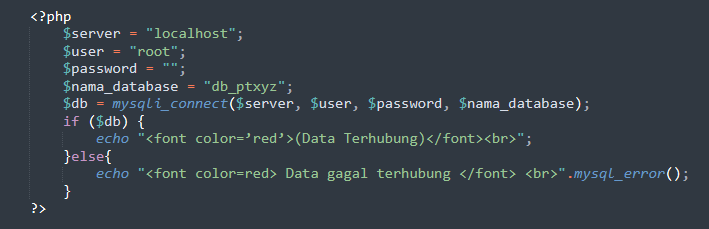 <?php
$server = "localhost";
$user = "root";
$password = "";
$nama_database = "db_ptxyz";
$db = mysqli_connect($server, $user, $password, $nama_database);
if ($db) {
echo "<font color=’red’>(Data Terhubung)</font><br>";
}else{
echo "<font color=red> Data gagal terhubung </font> <br>".mysql_error();
}
?>